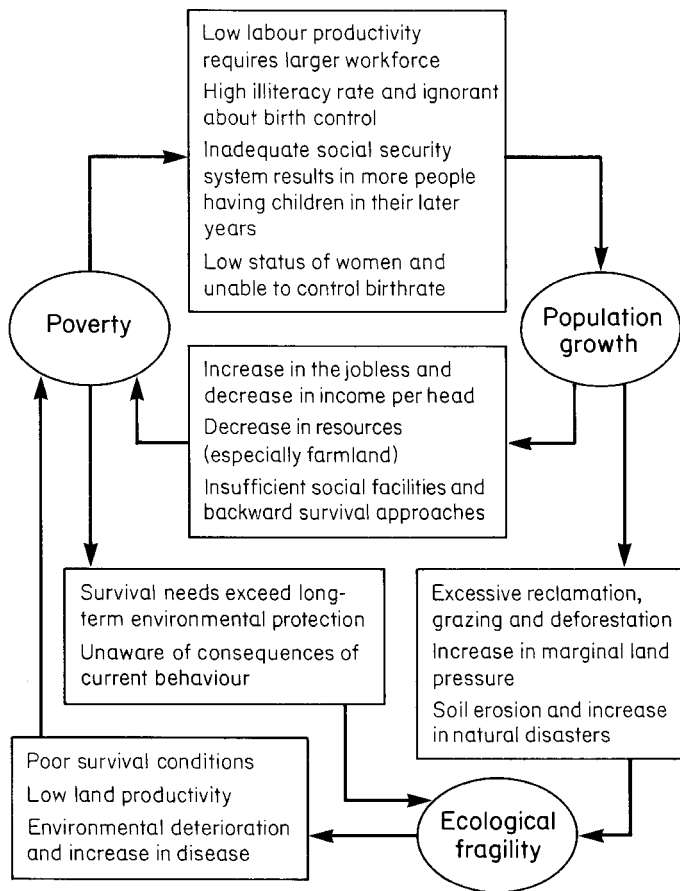 Low labour productivity
requires larger workforce
High illiteracy rate and ignorant
about birth control
Inadequate social security
system results in more people
having children in their later
years
Low status of women and
unable to control birthrate
Poverty
Population
growth
Increase in the jobless and
decrease in income per head
Decrease in resources
(especially farmland)
Insufficient social facilities and
backward survival approaches
Survival needs exceed long-
term environmental protection
Unaware of consequences of
current behaviour
Excessive reclamation,
grazing and deforestation
Increase in marginal land
pressure
Soil erosion and increase
in natural disasters
Poor survival conditions
Low land productivity
Environmental deterioration
and increase in disease
Ecological
fragility